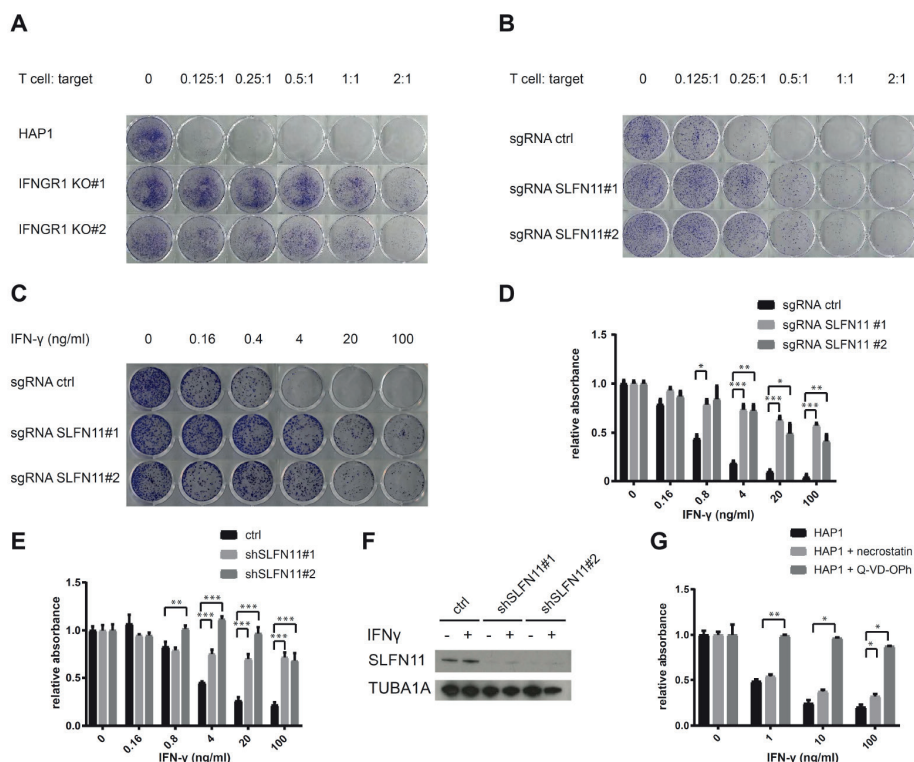 A
T cell: target 0 0.125:1 0.25:1 0.5:1 1:1 2:1
HAP1
IFNGR1 KO#1
IFNGR1 KO#2
B
T cell: target 0 0.125:1 0.25:1 0.5:1 1:1 2:1
sgRNA ctrl
sgRNA SLFN11#1
sgRNA SLFN11#2
C
IFN-γ (ng/ml) 0 0.16 0.4 4 20 100
sgRNA ctrl
sgRNA SLFN11#1
sgRNA SLFN11#2
D
sgRNA ctrl
sgRNA SLFN11 #1
sgRNA SLFN11 #2
relative absorbance
1.5
1.0
0.5
0.0
* *** ** *** * *** **
0 0.16 0.8 4 20 100
IFN-γ (ng/ml)
E
ctrl
shSLFN11#1
shSLFN11#2
relative absorbance
1.5
1.0
0.5
0.0
** *** *** *** *** *** ***
0 0.16 0.8 4 20 100
IFN-γ (ng/ml)
F
ctrl shSLFN11#1 shSLFN11#2
IFNγ - + - + - +
SLFN11
TUBA1A
G
HAP1
HAP1 + necrostatin
HAP1 + Q-VD-OPh
relative absorbance
1.5
1.0
0.5
0.0
** * * *
0 1 10 100
IFN-γ (ng/ml)